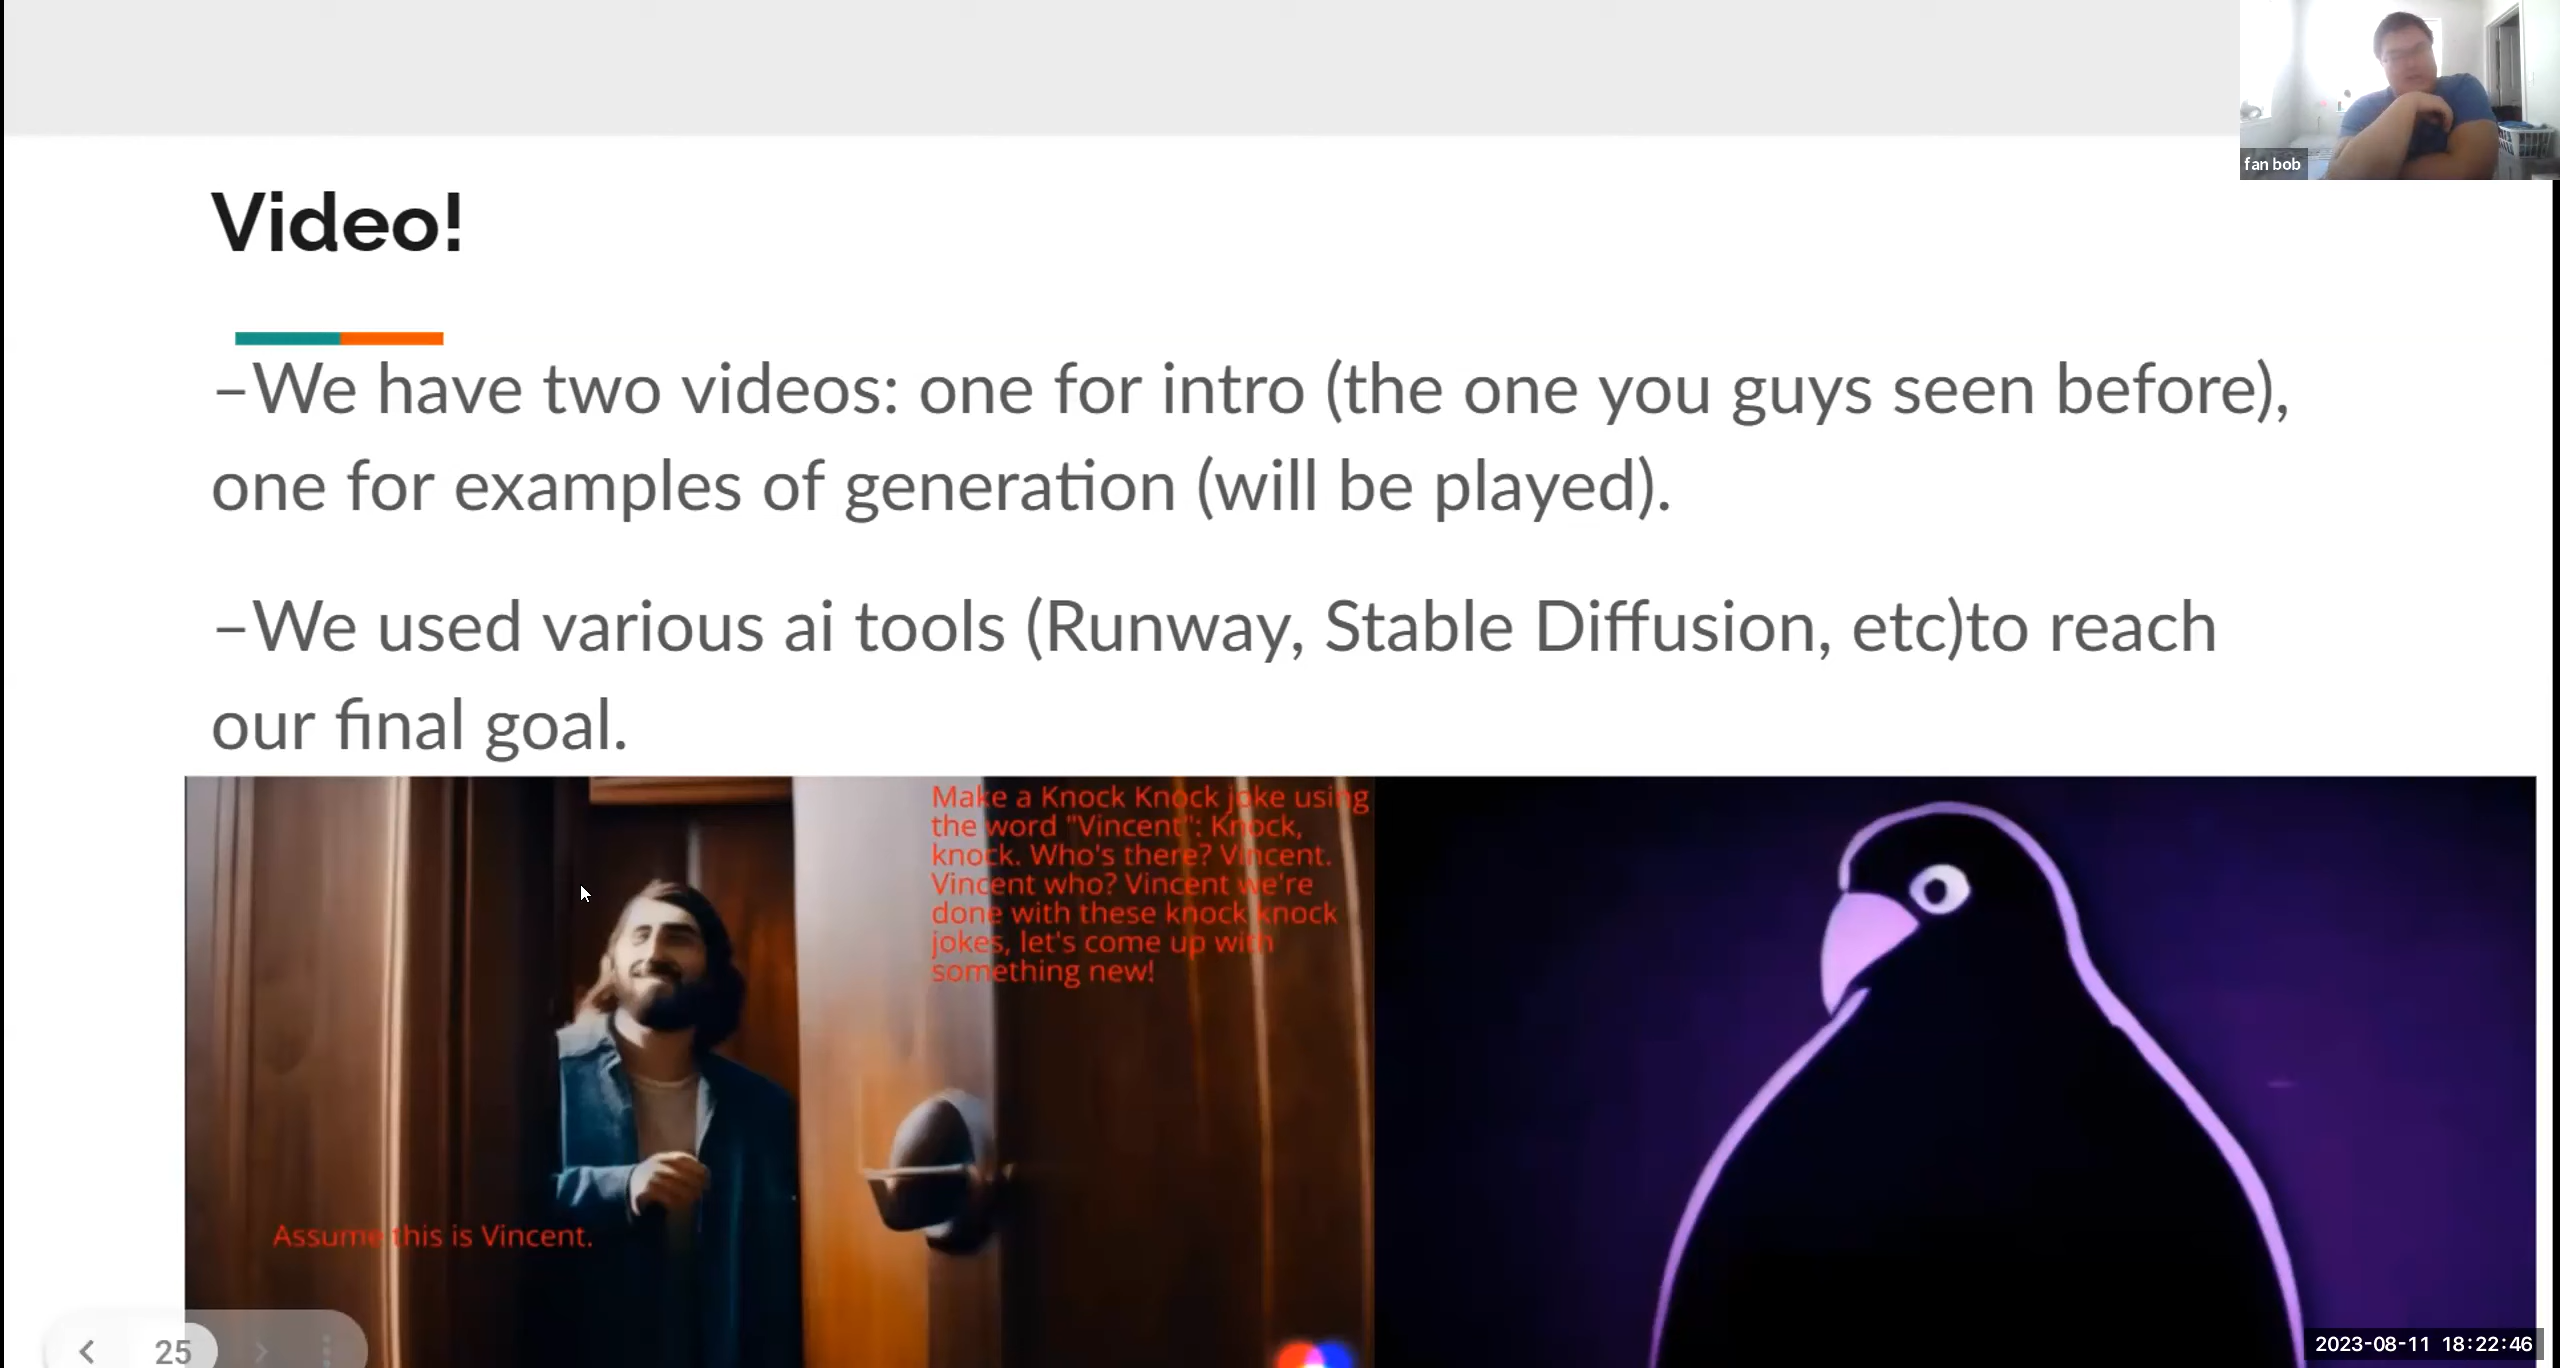 fan bob
Video!
–We have two videos: one for intro (the one you guys seen before),
one for examples of generation (will be played).
–We used various ai tools (Runway, Stable Diffusion, etc)to reach
our final goal.
Make a Knock Knock joke using
the word "Vincent": Knock,
knock. Who's there? Vincent.
Vincent who? Vincent we're
done with these knock knock
jokes, let's come up with
something new!
Assume this is Vincent.
25
2023-08-11 18:22:46